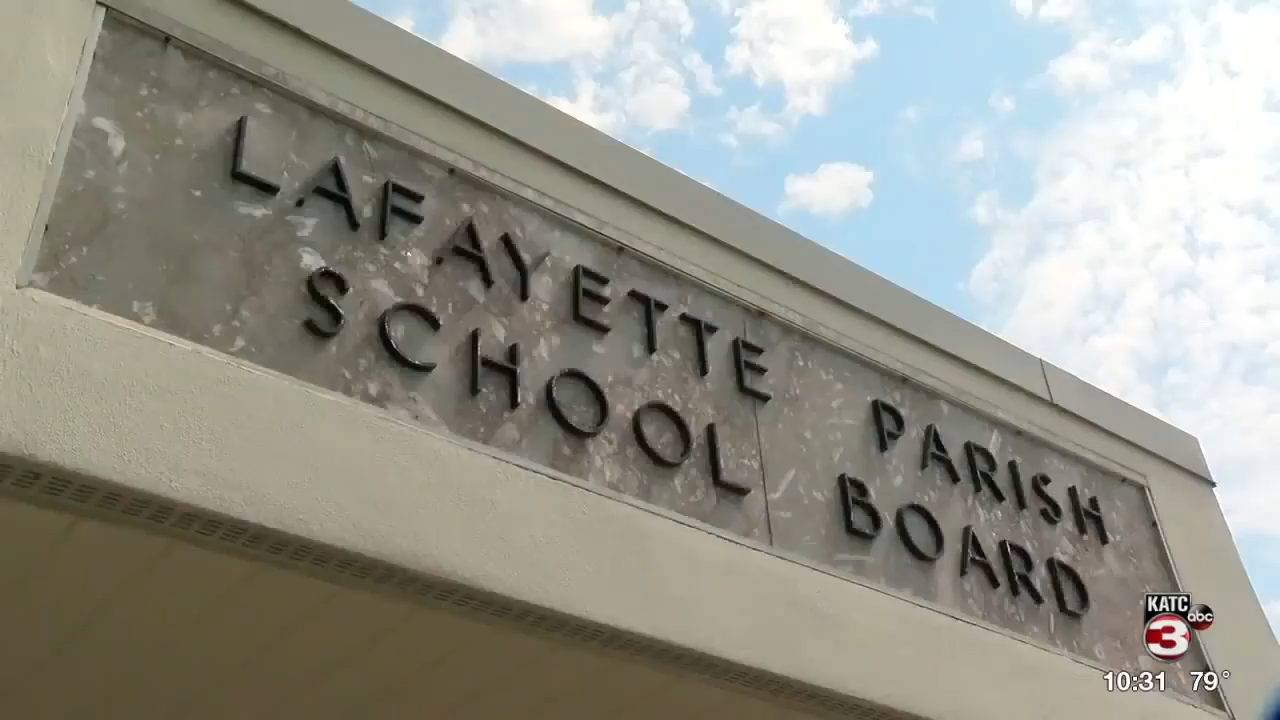 LAFAYETTE PARISH
SCHOOL BOARD
KATC
abc
3
10:31 79°